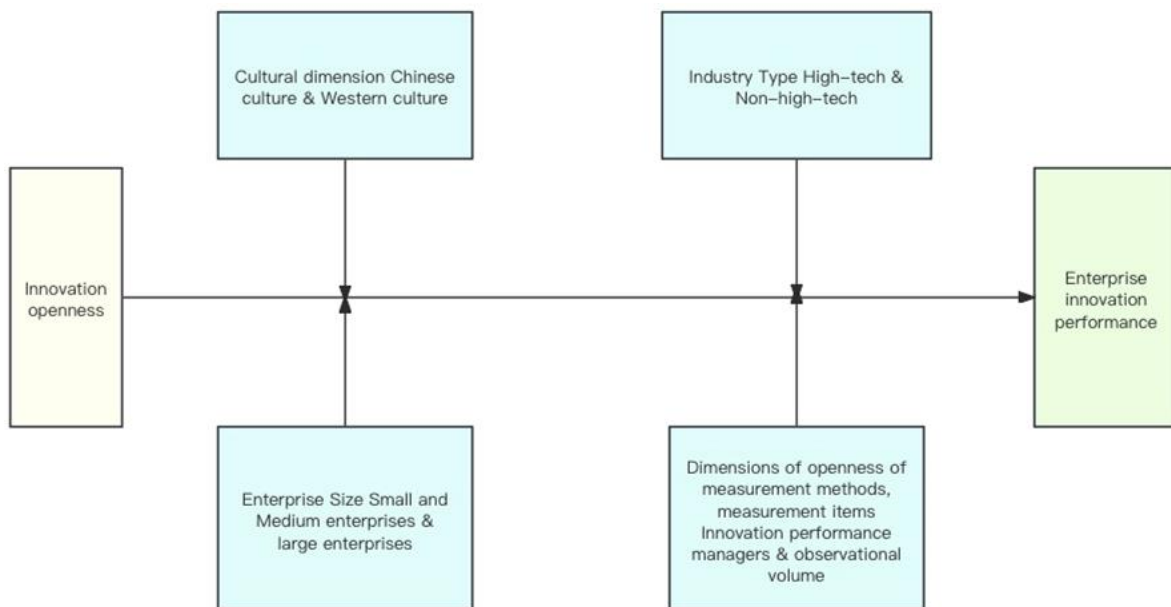 Cultural dimension Chinese
culture & Western culture
Industry Type High-tech &
Non-high-tech
Innovation
openness
Enterprise
innovation
performance
Enterprise Size Small and
Medium enterprises &
large enterprises
Dimensions of openness of
measurement methods,
measurement items
Innovation performance
managers & observational
volume